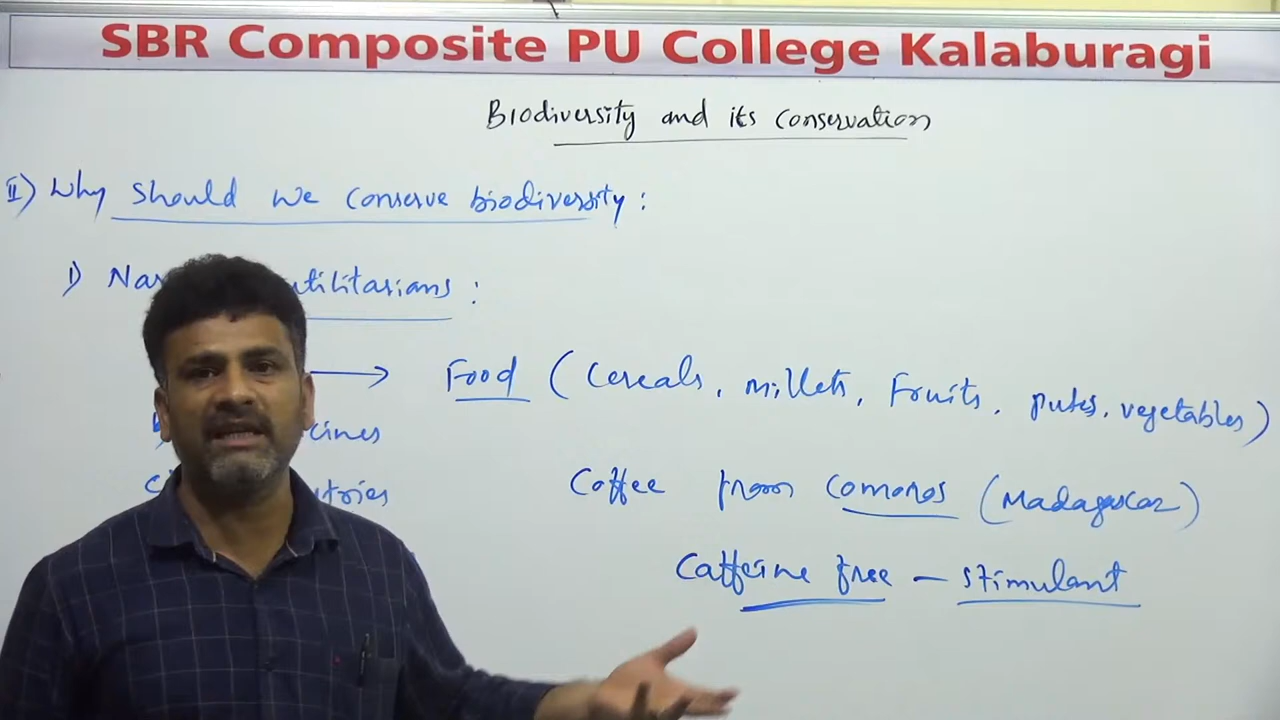 SBR Composite PU College Kalaburagi
Biodiversity and its conservation
II) Why should we conserve biodiversity :
1) Nar utilitarians :
Food ( Cereals, millets, Fruits, pulses, vegetables )
cines
Coffee from Comoros (Madagascar)
tries
Caffeine free – stimulant